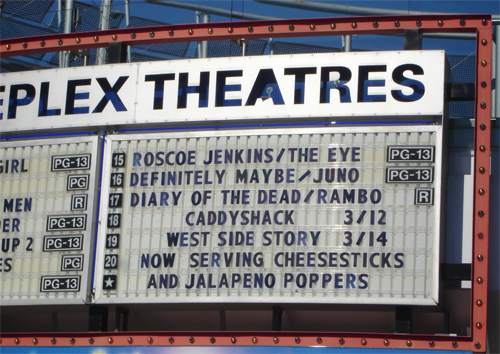 EPLEX THEATRES
GIRL PG-13
PG
MEN R
DER PG-13
UP 2 PG-13
ES PG
PG-13
15 ROSCOE JENKINS/THE EYE PG-13
16 DEFINITELY MAYBE/JUNO PG-13
17 DIARY OF THE DEAD/RAMBO R
18 CADDYSHACK 3/12
19 WEST SIDE STORY 3/14
20 NOW SERVING CHEESESTICKS
AND JALAPENO POPPERS